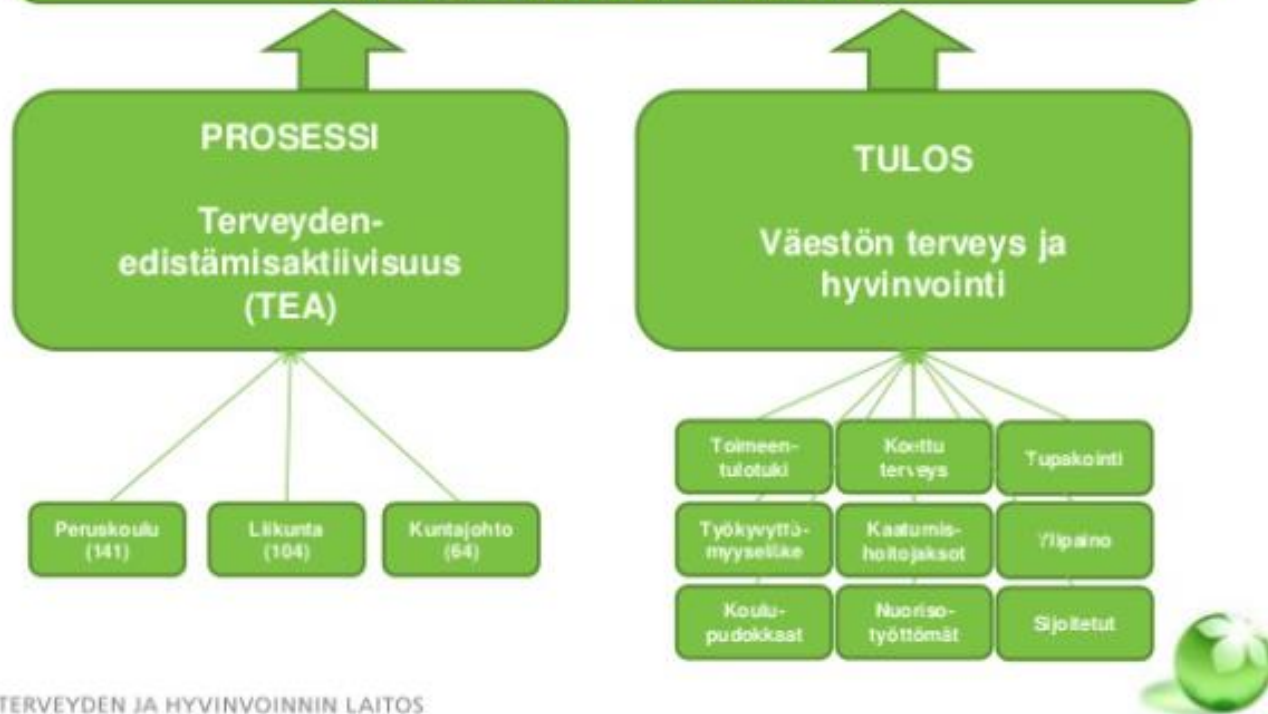 PROSESSI
Terveyden-
edistämisaktiivisuus
(TEA)
TULOS
Väestön terveys ja
hyvinvointi
Peruskoulu
(141)
Liikunta
(104)
Kuntajohto
(64)
Toimeen-
tulotuki
Koettu
terveys
Tupakointi
Työkyvyttö-
myyseläke
Kaatumis-
hoitojaksot
Ylipaino
Koulu-
pudokkaat
Nuoriso-
työttömät
Sijoitetut
TERVEYDEN JA HYVINVOINNIN LAITOS